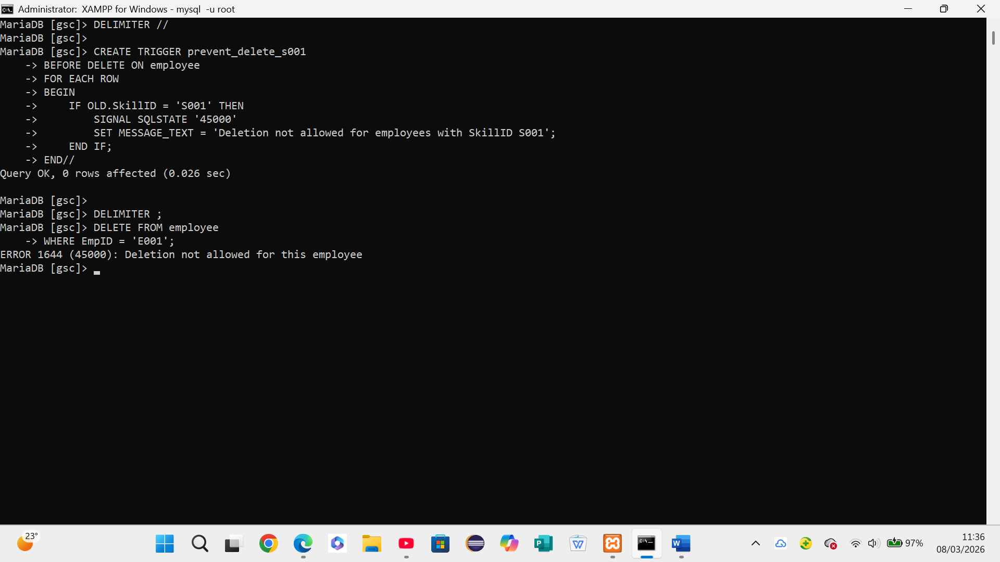 Administrator:  XAMPP for Windows - mysql  -u root
MariaDB [gsc]> DELIMITER //
MariaDB [gsc]>
MariaDB [gsc]> CREATE TRIGGER prevent_delete_s001
    -> BEFORE DELETE ON employee
    -> FOR EACH ROW
    -> BEGIN
    ->     IF OLD.SkillID = 'S001' THEN
    ->         SIGNAL SQLSTATE '45000'
    ->         SET MESSAGE_TEXT = 'Deletion not allowed for employees with SkillID S001';
    ->     END IF;
    -> END//
Query OK, 0 rows affected (0.026 sec)
MariaDB [gsc]>
MariaDB [gsc]> DELIMITER ;
MariaDB [gsc]> DELETE FROM employee
    -> WHERE EmpID = 'E001';
ERROR 1644 (45000): Deletion not allowed for this employee
MariaDB [gsc]>
23°
97%
11:36
08/03/2026